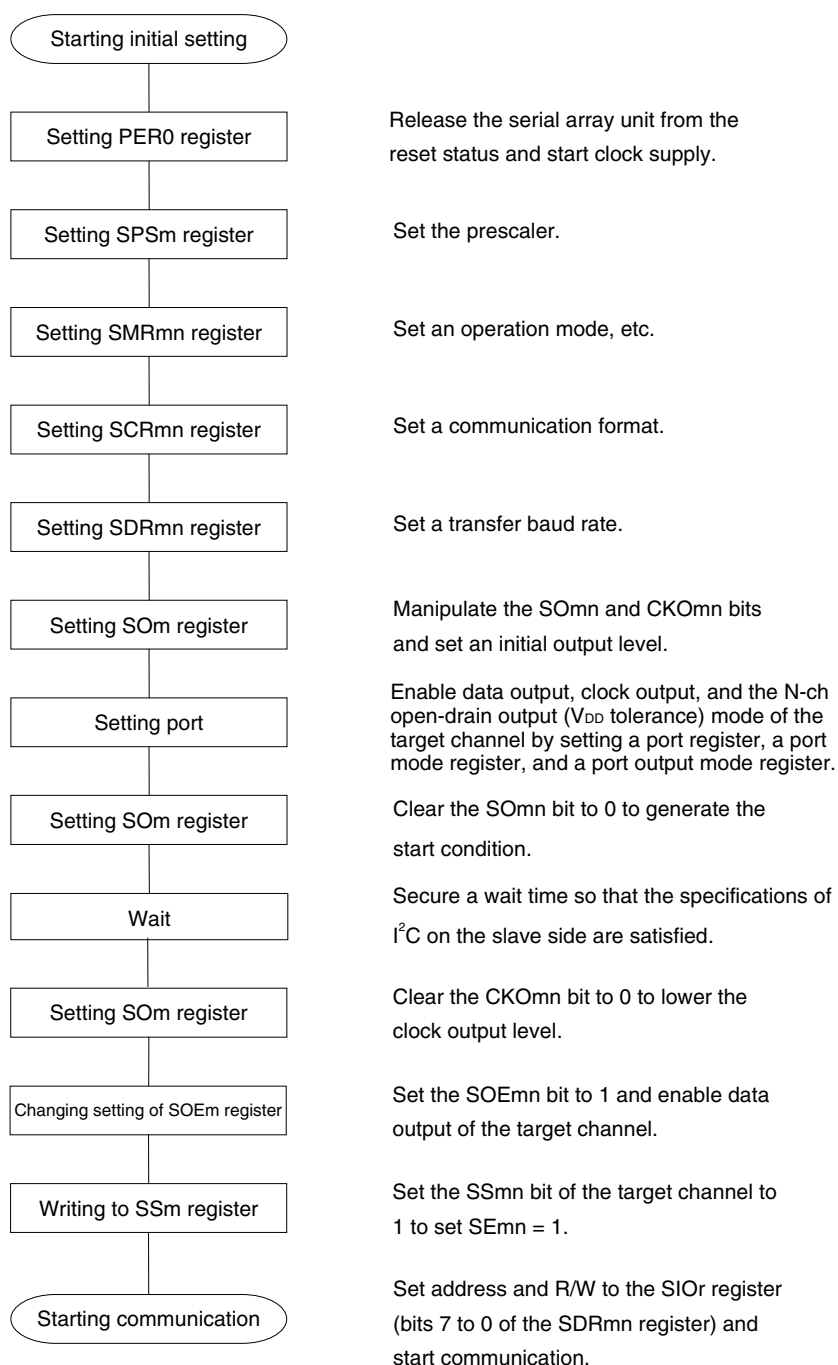 Starting initial setting
Setting PER0 register
Release the serial array unit from the
reset status and start clock supply.
Setting SPSm register
Set the prescaler.
Setting SMRmn register
Set an operation mode, etc.
Setting SCRmn register
Set a communication format.
Setting SDRmn register
Set a transfer baud rate.
Setting SOm register
Manipulate the SOmn and CKOmn bits
and set an initial output level.
Setting port
Enable data output, clock output, and the N-ch
open-drain output (VDD tolerance) mode of the
target channel by setting a port register, a port
mode register, and a port output mode register.
Setting SOm register
Clear the SOmn bit to 0 to generate the
start condition.
Wait
Secure a wait time so that the specifications of
I²C on the slave side are satisfied.
Setting SOm register
Clear the CKOmn bit to 0 to lower the
clock output level.
Changing setting of SOEm register
Set the SOEmn bit to 1 and enable data
output of the target channel.
Writing to SSm register
Set the SSmn bit of the target channel to
1 to set SEmn = 1.
Starting communication
Set address and R/W to the SIOr register
(bits 7 to 0 of the SDRmn register) and
start communication.